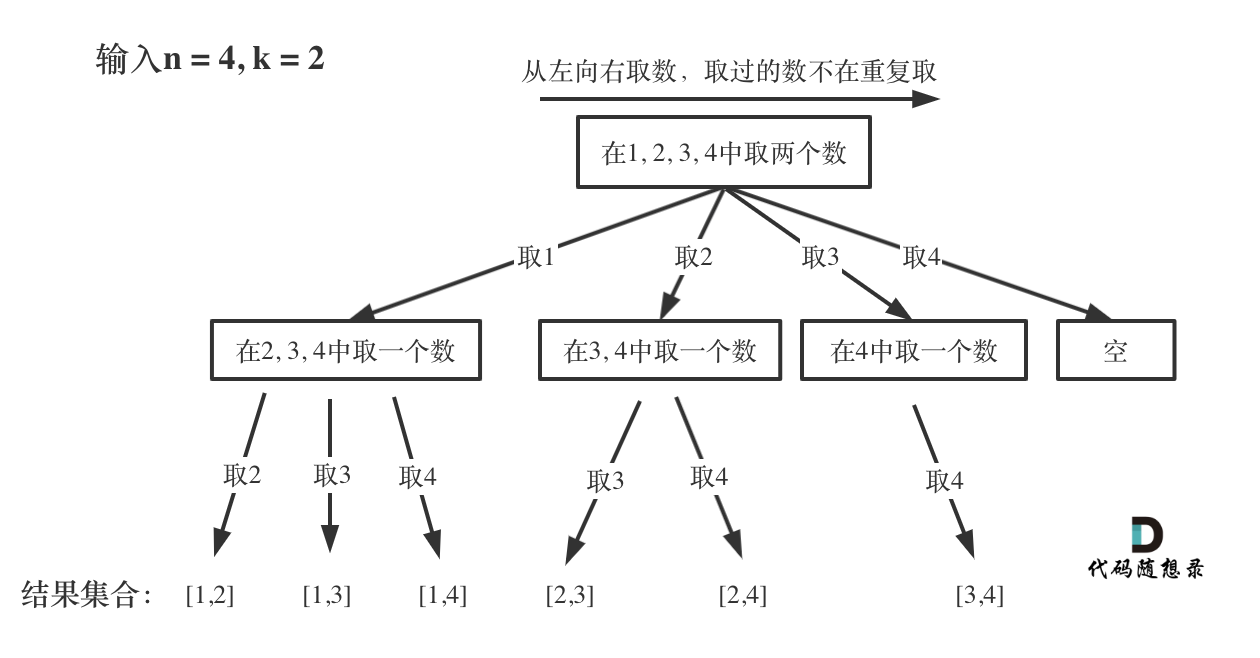 输入n = 4, k = 2
从左向右取数，取过的数不在重复取
在1, 2, 3, 4中取两个数
取1
取2
取3
取4
在2, 3, 4中取一个数
在3, 4中取一个数
在4中取一个数
空
取2
取3
取4
取3
取4
取4
代码随想录
结果集合：
[1,2]
[1,3]
[1,4]
[2,3]
[2,4]
[3,4]